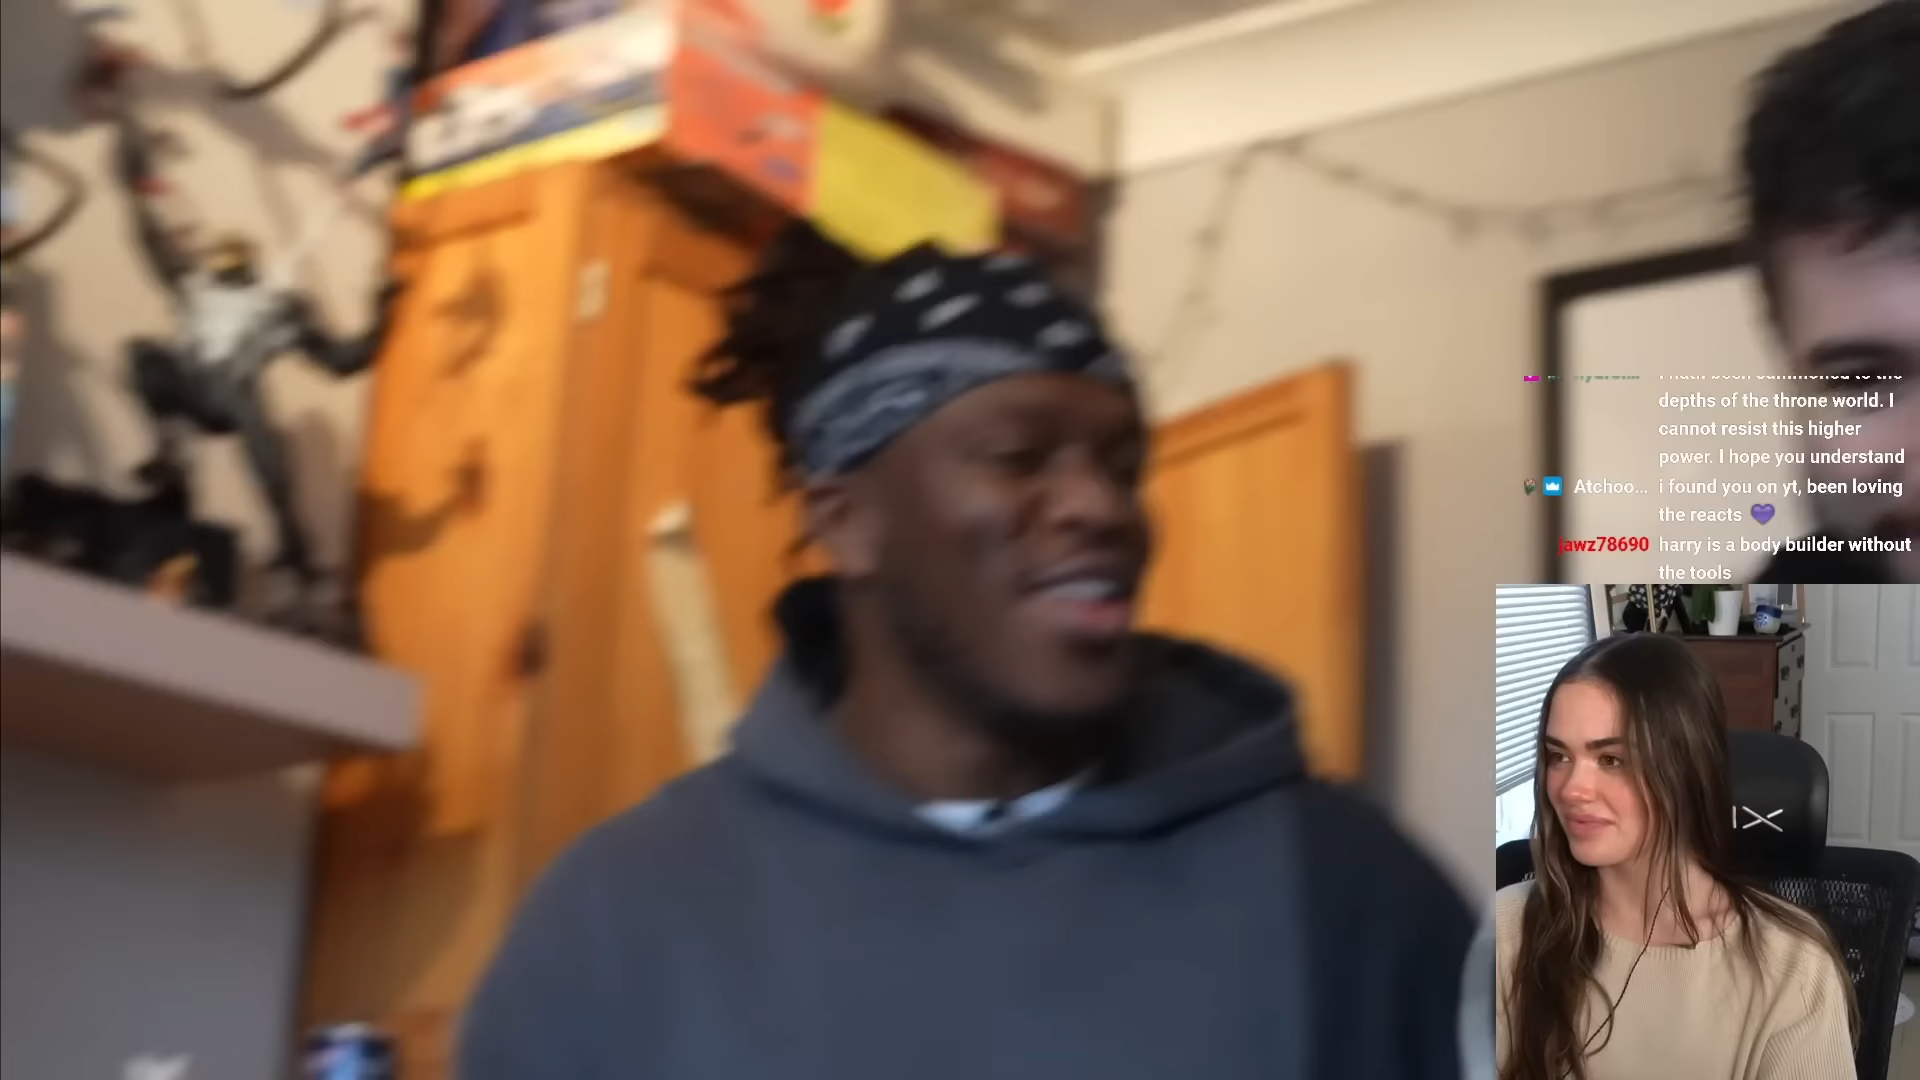 depths of the throne world. I
cannot resist this higher
power. I hope you understand
Atchoo... i found you on yt, been loving
the reacts 💜
jawz78690 harry is a body builder without
the tools